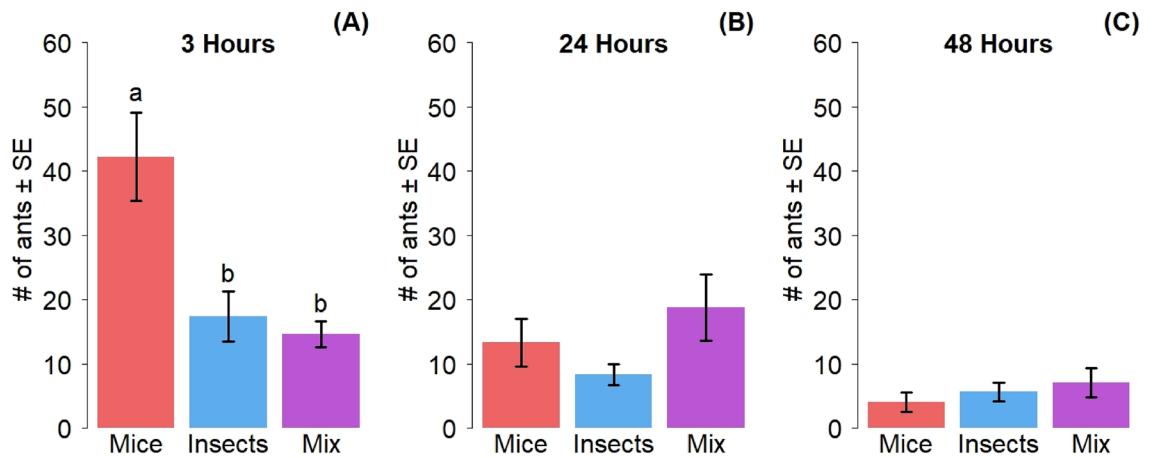 (A)
3 Hours
# of ants ± SE
60
50
40
30
20
10
0
a
b
b
Mice Insects Mix
(B)
24 Hours
# of ants ± SE
60
50
40
30
20
10
0
Mice Insects Mix
(C)
48 Hours
# of ants ± SE
60
50
40
30
20
10
0
Mice Insects Mix